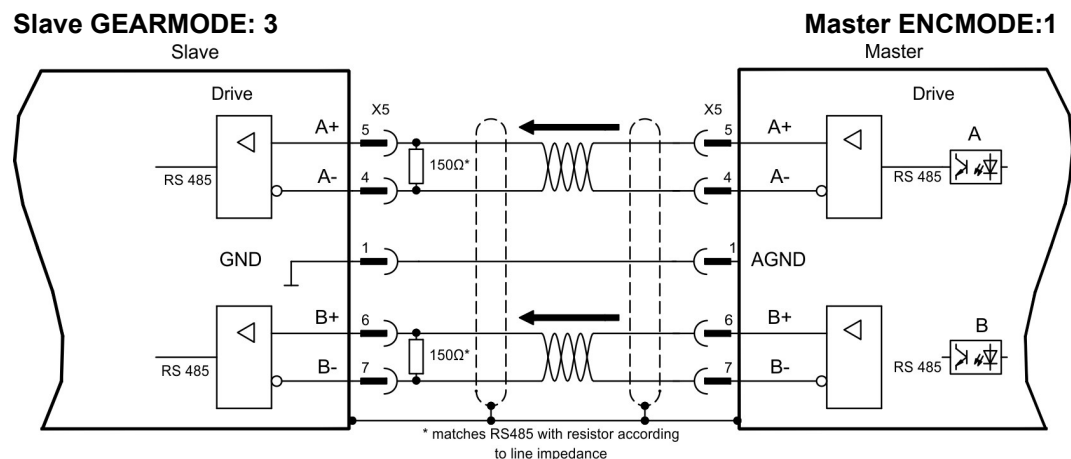 Slave GEARMODE: 3
Master ENCMODE:1
Slave
Master
Drive
X5
X5
Drive
A+
5
5
A+
A
150Ω*
RS 485
A-
4
4
A-
RS 485
GND
1
1
AGND
B+
6
6
B+
B
150Ω*
RS 485
B-
7
7
B-
RS 485
* matches RS485 with resistor according
to line impedance